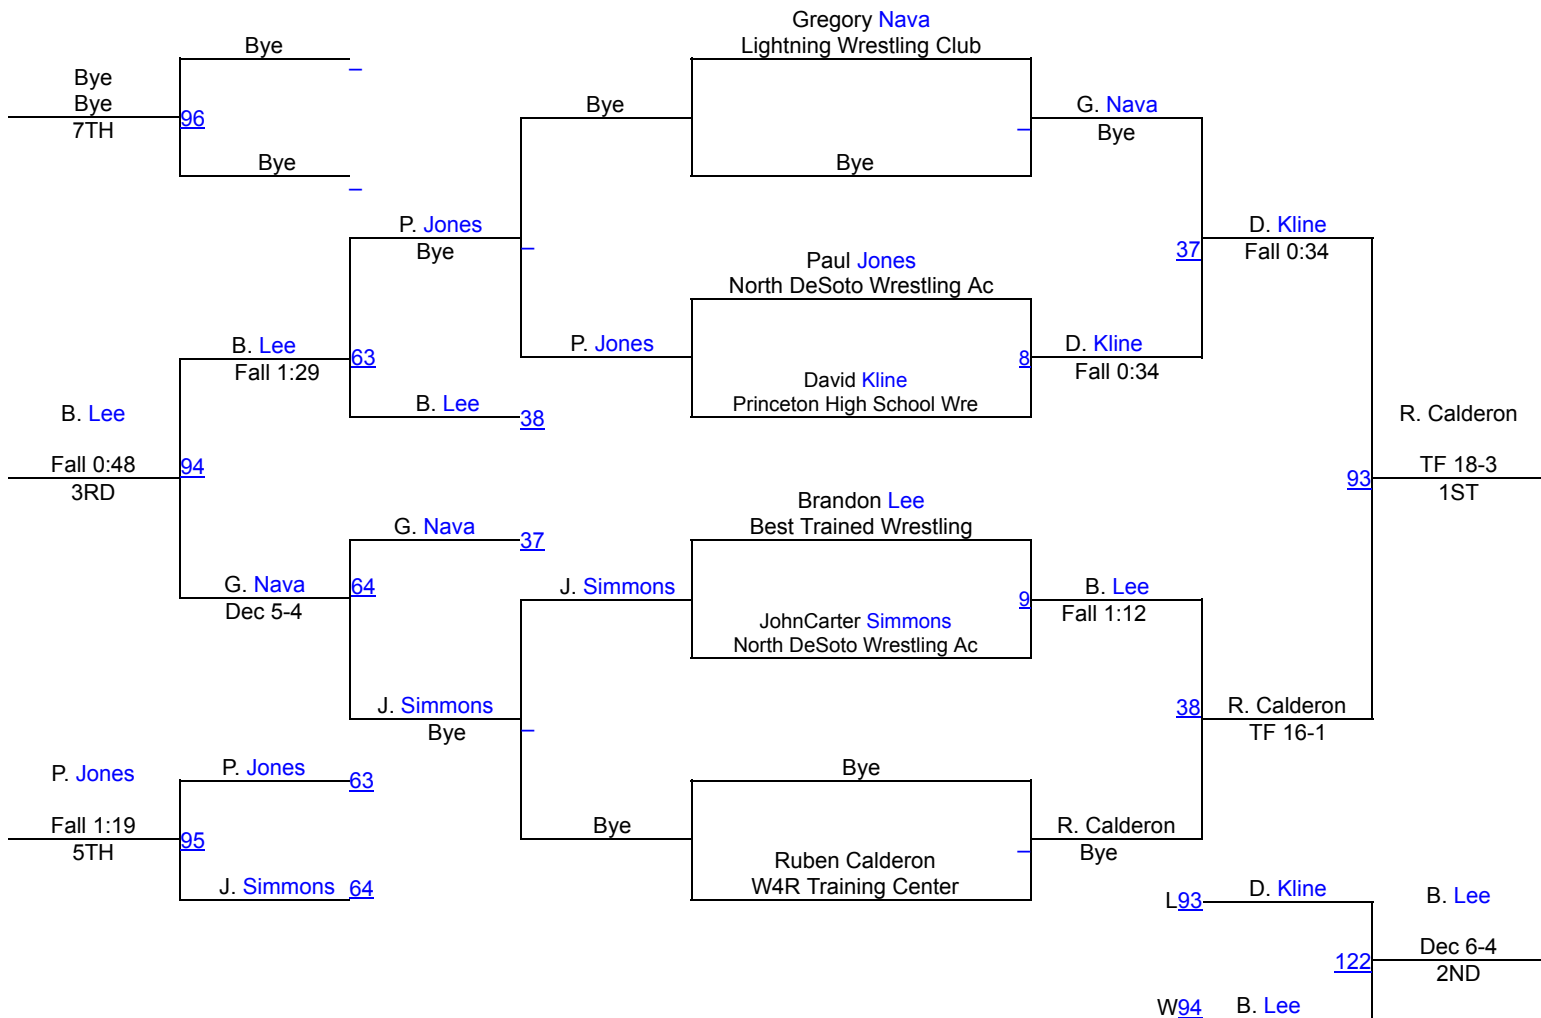 Gregory Nava
Lightning Wrestling Club
Bye
Bye
Bye
7TH
96
Bye
Bye
G. Nava
Bye
Bye
P. Jones
Bye
D. Kline
Fall 0:34
37
Paul Jones
North DeSoto Wrestling Ac
B. Lee
Fall 1:29
63
P. Jones
8
D. Kline
Fall 0:34
David Kline
Princeton High School Wre
B. Lee
38
B. Lee
Fall 0:48
3RD
94
R. Calderon
TF 18-3
1ST
93
Brandon Lee
Best Trained Wrestling
G. Nava
37
G. Nava
Dec 5-4
64
J. Simmons
9
B. Lee
Fall 1:12
JohnCarter Simmons
North DeSoto Wrestling Ac
J. Simmons
Bye
38
R. Calderon
TF 16-1
P. Jones
Fall 1:19
5TH
P. Jones
63
95
J. Simmons
64
Bye
Bye
R. Calderon
Bye
Ruben Calderon
W4R Training Center
L93
D. Kline
B. Lee
Dec 6-4
2ND
122
W94
B. Lee